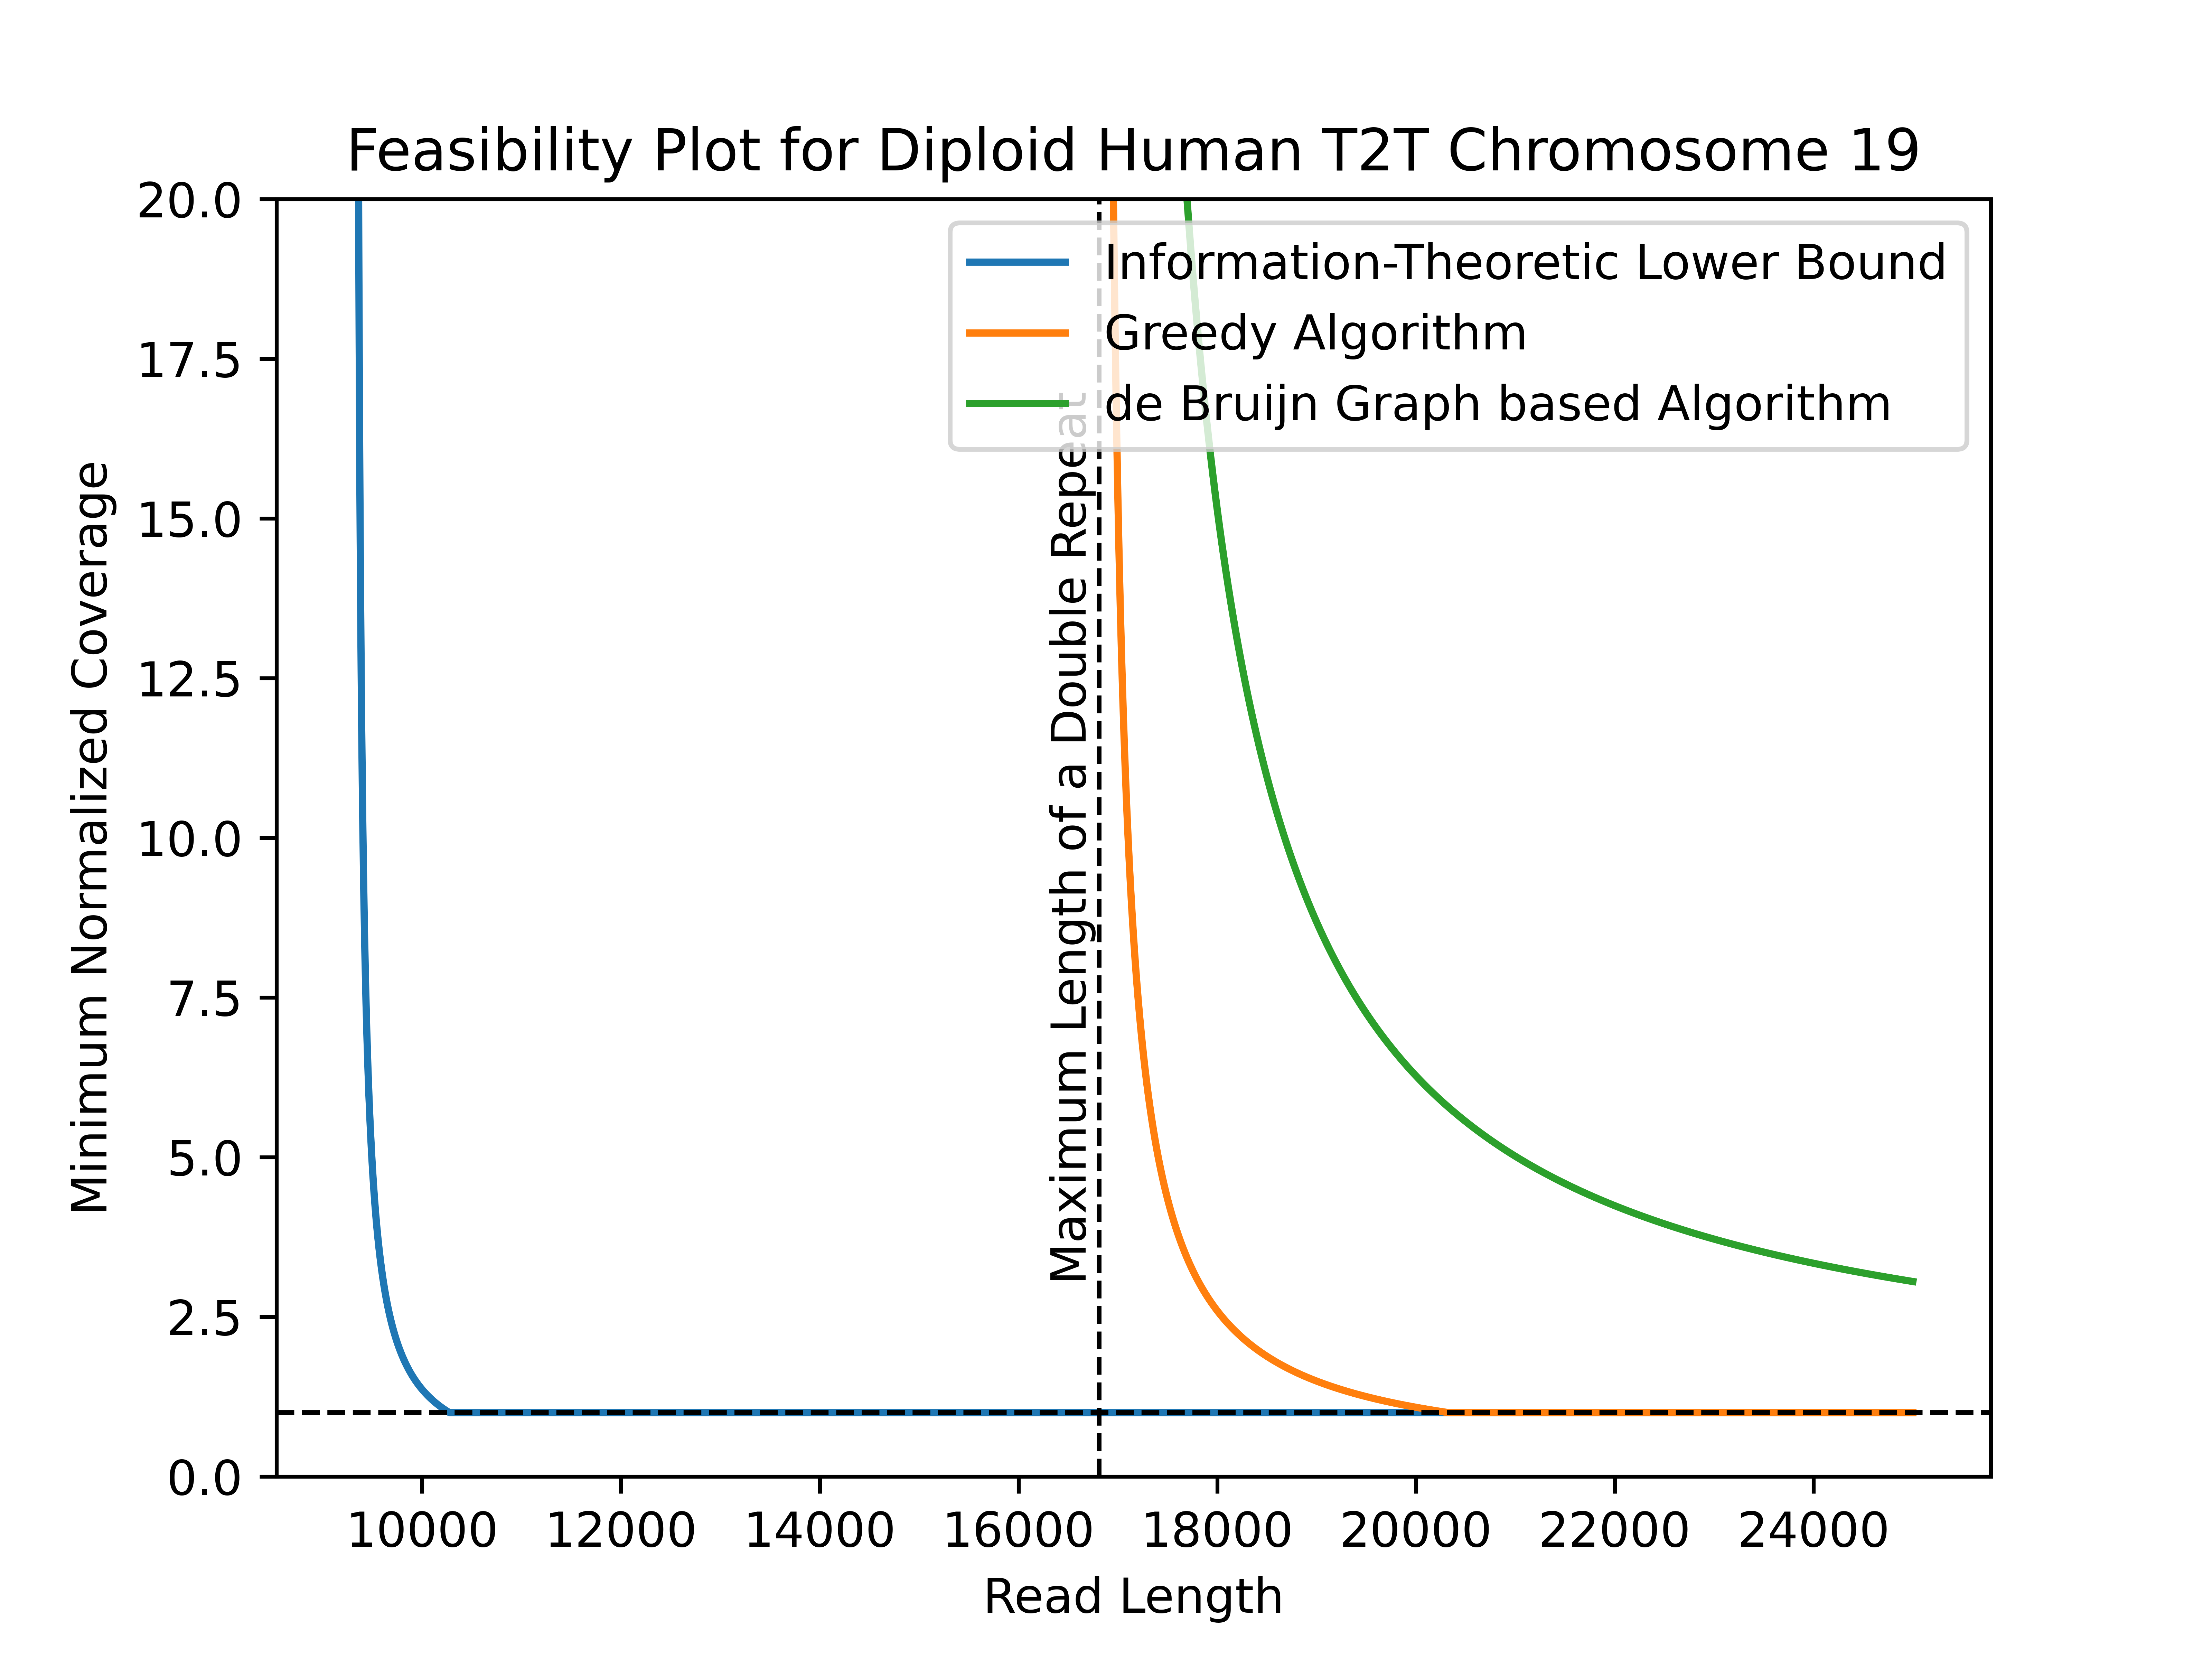 Feasibility Plot for Diploid Human T2T Chromosome 19
Minimum Normalized Coverage
20.0
17.5
15.0
12.5
10.0
7.5
5.0
2.5
0.0
Information-Theoretic Lower Bound
Greedy Algorithm
de Bruijn Graph based Algorithm
Maximum Length of a Double Repeat
10000
12000
14000
16000
18000
20000
22000
24000
Read Length